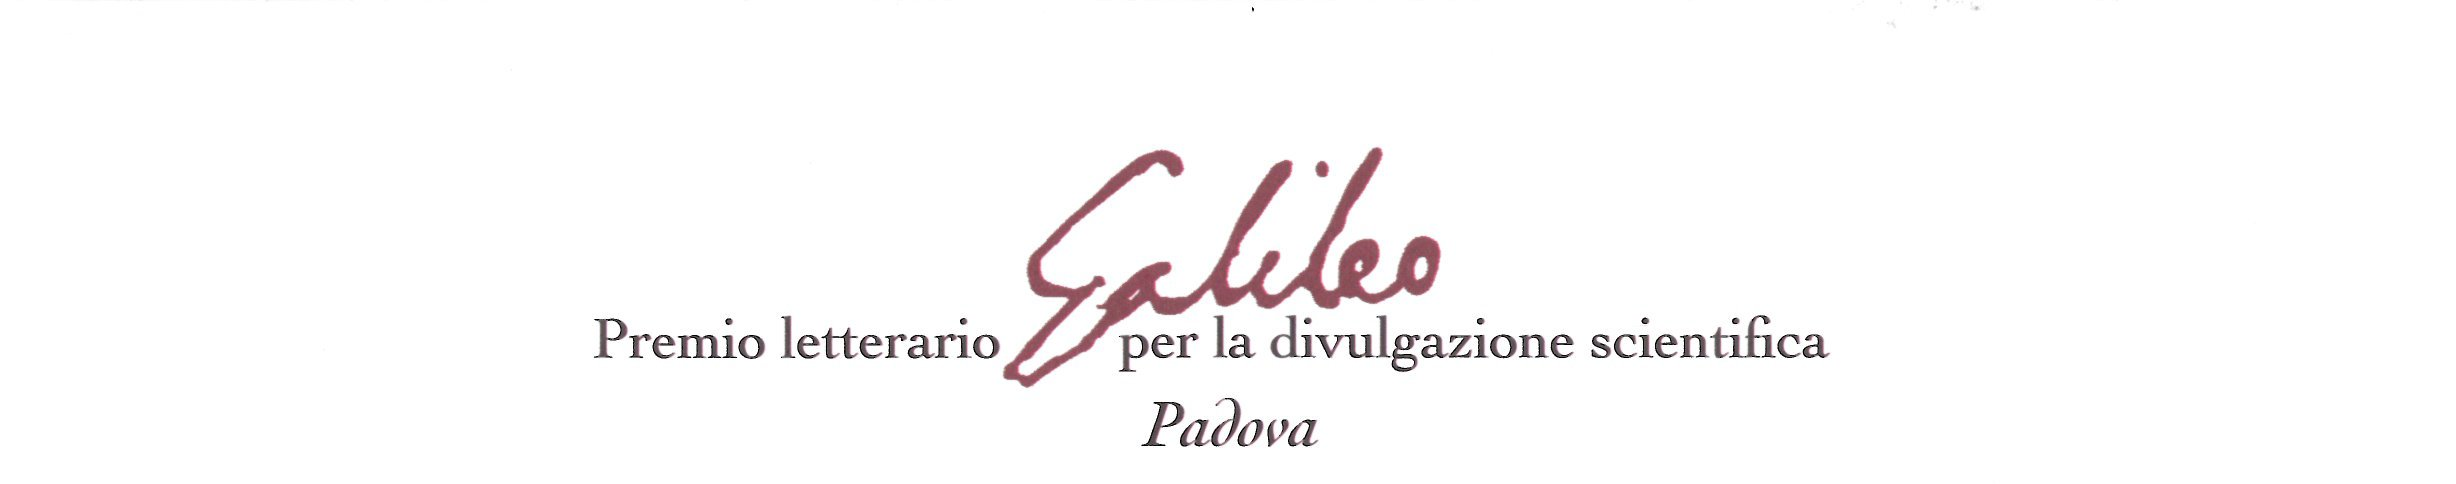 Premio letterario Galileo per la divulgazione scientifica
Padova